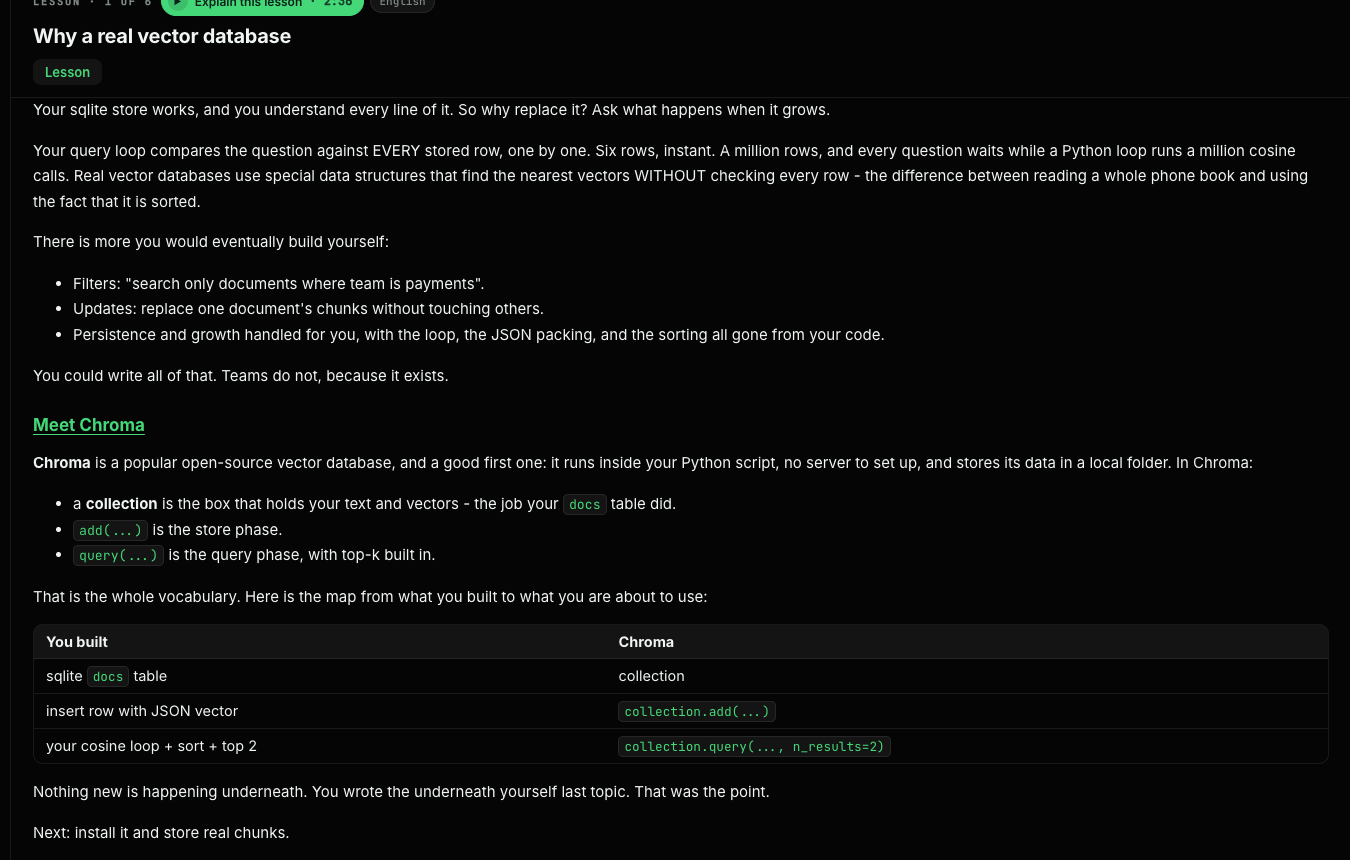 LESSON · 1 OF 6 Explain this lesson · 2:36 English
Why a real vector database
Lesson
Your sqlite store works, and you understand every line of it. So why replace it? Ask what happens when it grows.
Your query loop compares the question against EVERY stored row, one by one. Six rows, instant. A million rows, and every question waits while a Python loop runs a million cosine
calls. Real vector databases use special data structures that find the nearest vectors WITHOUT checking every row - the difference between reading a whole phone book and using
the fact that it is sorted.
There is more you would eventually build yourself:
• Filters: "search only documents where team is payments".
• Updates: replace one document's chunks without touching others.
• Persistence and growth handled for you, with the loop, the JSON packing, and the sorting all gone from your code.
You could write all of that. Teams do not, because it exists.
Meet Chroma
Chroma is a popular open-source vector database, and a good first one: it runs inside your Python script, no server to set up, and stores its data in a local folder. In Chroma:
• a collection is the box that holds your text and vectors - the job your docs table did.
• add(...) is the store phase.
• query(...) is the query phase, with top-k built in.
That is the whole vocabulary. Here is the map from what you built to what you are about to use:
You built Chroma
sqlite docs table collection
insert row with JSON vector collection.add(...)
your cosine loop + sort + top 2 collection.query(..., n_results=2)
Nothing new is happening underneath. You wrote the underneath yourself last topic. That was the point.
Next: install it and store real chunks.